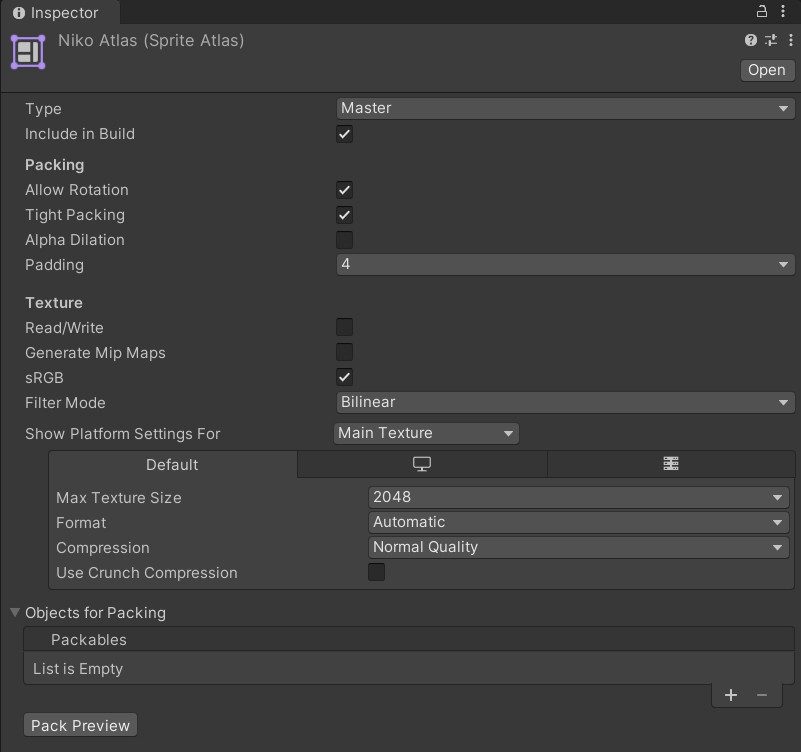 Inspector
Niko Atlas (Sprite Atlas)
Open
Type Master
Include in Build
Packing
Allow Rotation
Tight Packing
Alpha Dilation
Padding 4
Texture
Read/Write
Generate Mip Maps
sRGB
Filter Mode Bilinear
Show Platform Settings For Main Texture
Default
Max Texture Size 2048
Format Automatic
Compression Normal Quality
Use Crunch Compression
Objects for Packing
Packables
List is Empty
Pack Preview